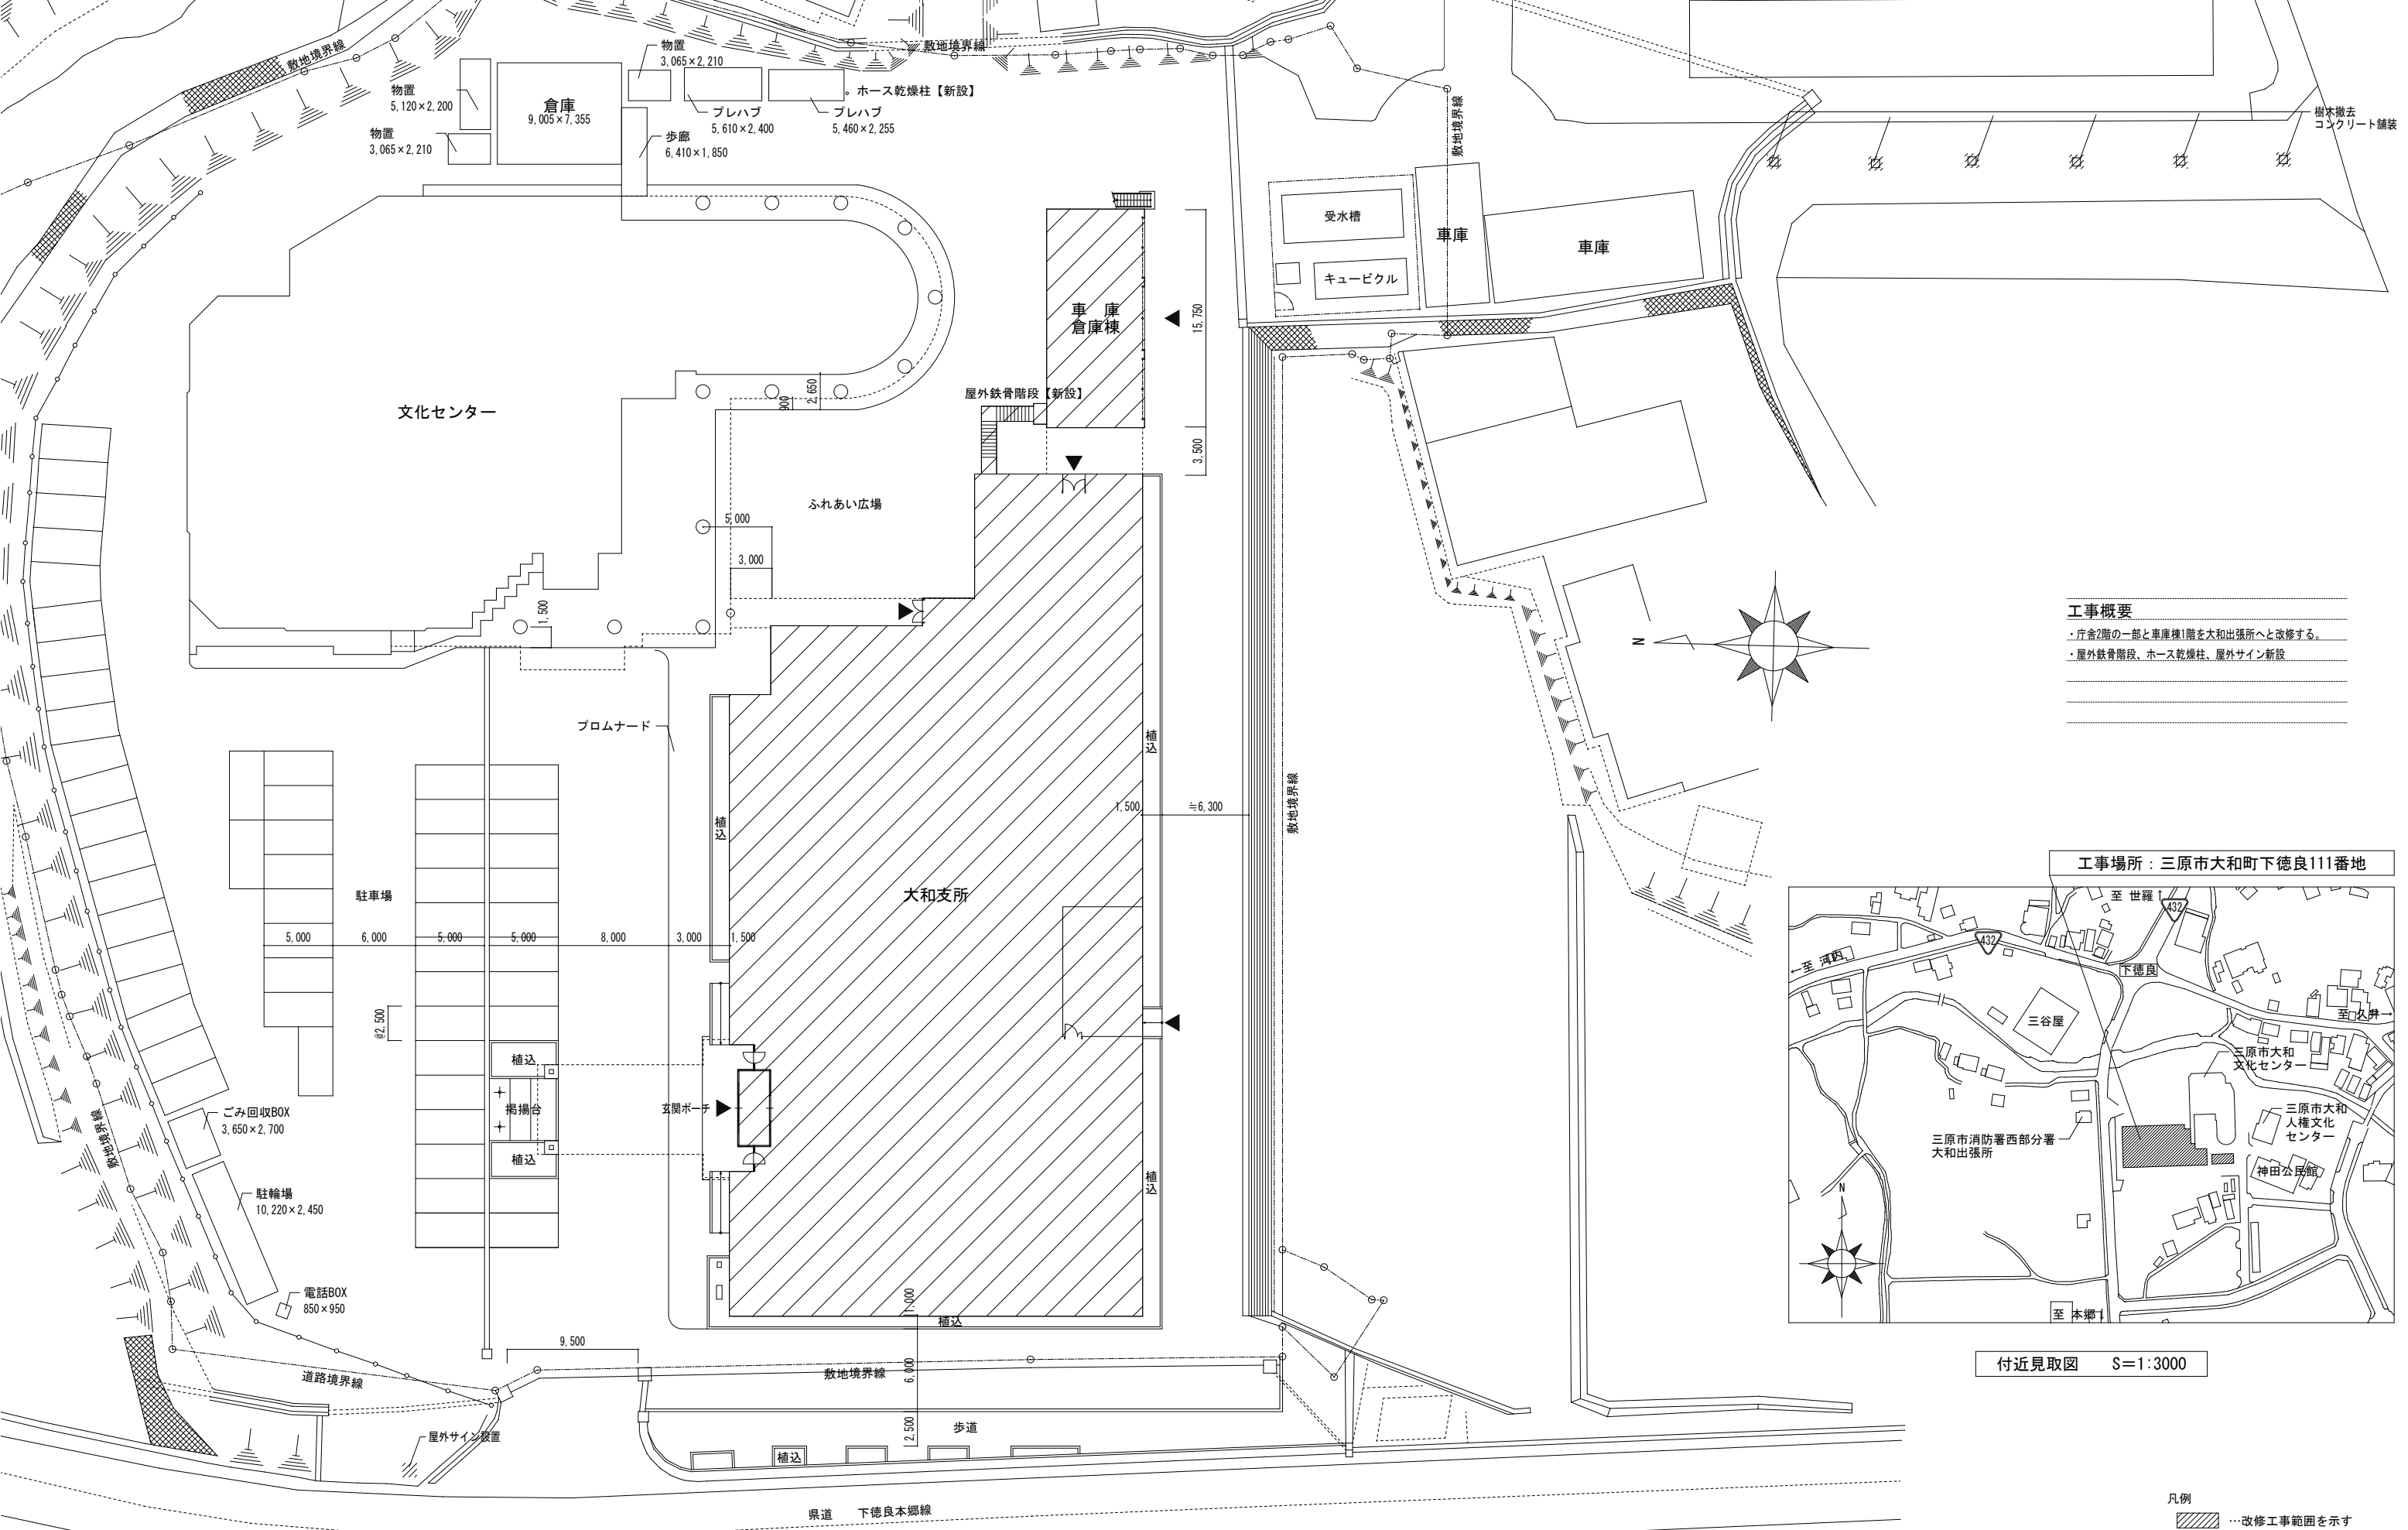 敷地境界線
物置
5,120×2,200
物置
3,065×2,210
倉庫
9,005×7,355
物置
3,065×2,210
プレハブ
5,610×2,400
プレハブ
5,460×2,255
ホース乾燥柱【新設】
歩廊
6,410×1,850
敷地境界線
敷地境界線
樹木撤去
コンクリート舗装
受水槽
キュービクル
車庫
車庫
車 庫
倉庫棟
15,750
3,500
屋外鉄骨階段【新設】
文化センター
900
2,650
ふれあい広場
5,000
3,000
1,500
N
工事概要
・庁舎2階の一部と車庫棟1階を大和出張所へと改修する。
・屋外鉄骨階段、ホース乾燥柱、屋外サイン新設
プロムナード
植込
植込
1,500
≒6,300
敷地境界線
大和支所
駐車場
5,000
6,000
5,000
5,000
8,000
3,000
1,500
@2,500
植込
掲揚台
植込
玄関ポーチ
植込
ごみ回収BOX
3,650×2,700
敷地境界線
駐輪場
10,220×2,450
電話BOX
850×950
9,500
道路境界線
屋外サイン設置
1,000
植込
敷地境界線
6,000
2,500
歩道
植込
県道 下徳良本郷線
工事場所：三原市大和町下徳良111番地
至 世羅↑
432
432
←至 河内
下徳良
至 久井→
三谷屋
三原市大和
文化センター
三原市大和
人権文化
センター
三原市消防署西部分署
大和出張所
神田公民館
N
至 本郷↓
付近見取図 S＝1:3000
凡例
…改修工事範囲を示す